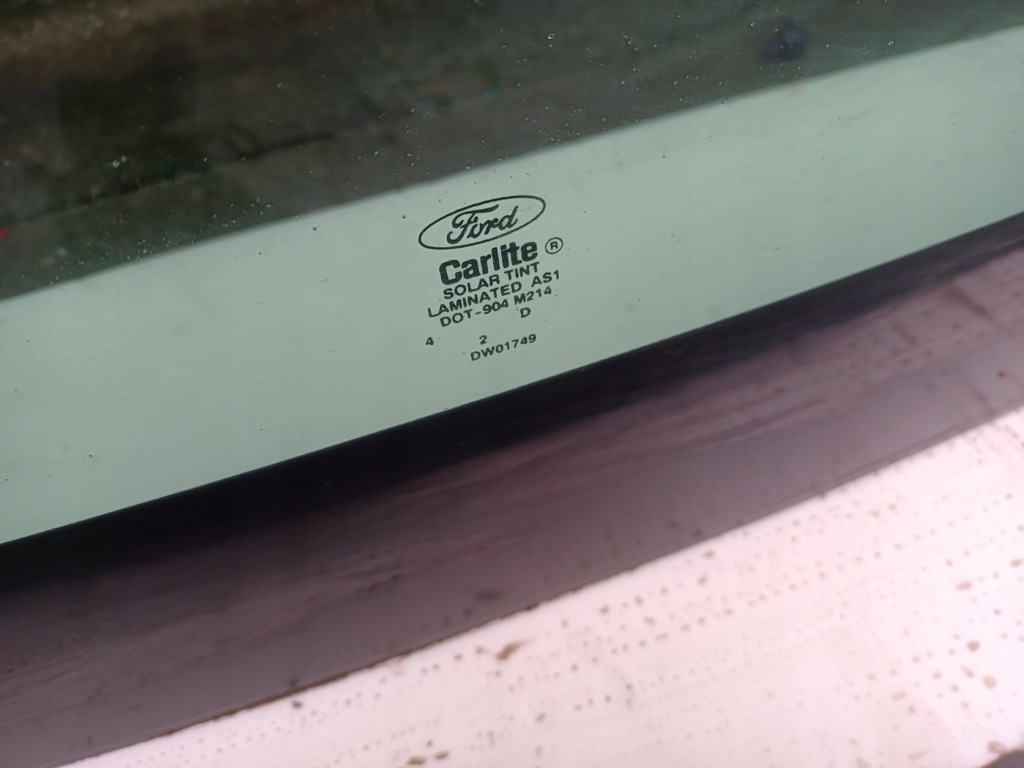 Ford
Carlite ®
SOLAR TINT
LAMINATED AS1
DOT-904 M214
4 2 D
DW01749